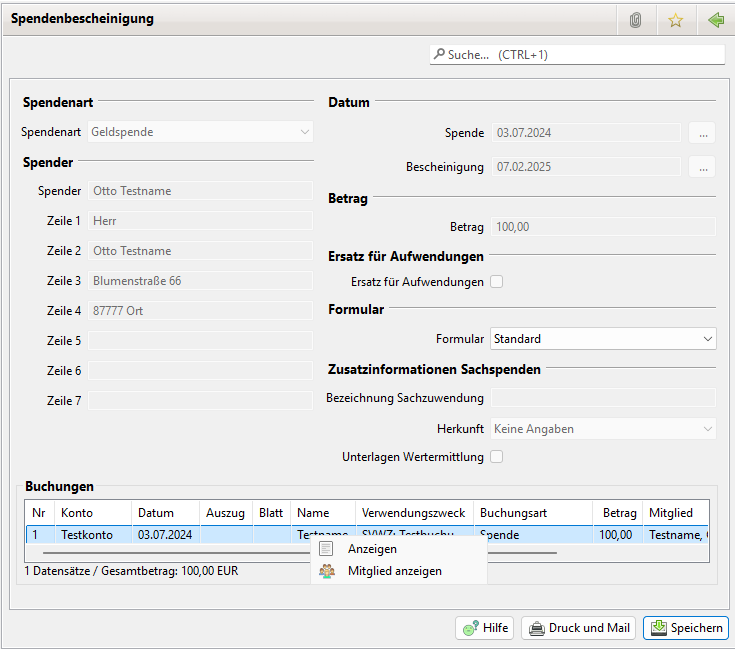 Spendenbescheinigung
Suche... (CTRL+1)
Spendenart
Spendenart Geldspende
Spender
Spender Otto Testname
Zeile 1 Herr
Zeile 2 Otto Testname
Zeile 3 Blumenstraße 66
Zeile 4 87777 Ort
Zeile 5
Zeile 6
Zeile 7
Datum
Spende 03.07.2024 ...
Bescheinigung 07.02.2025 ...
Betrag
Betrag 100,00
Ersatz für Aufwendungen
Ersatz für Aufwendungen
Formular
Formular Standard
Zusatzinformationen Sachspenden
Bezeichnung Sachzuwendung
Herkunft Keine Angaben
Unterlagen Wertermittlung
Buchungen
Nr Konto Datum Auszug Blatt Name Verwendungszweck Buchungsart Betrag Mitglied
1 Testkonto 03.07.2024 Testname SVWZ: Testbuchu Spende 100,00 Testname,
Anzeigen
Mitglied anzeigen
1 Datensätze / Gesamtbetrag: 100,00 EUR
Hilfe Druck und Mail Speichern